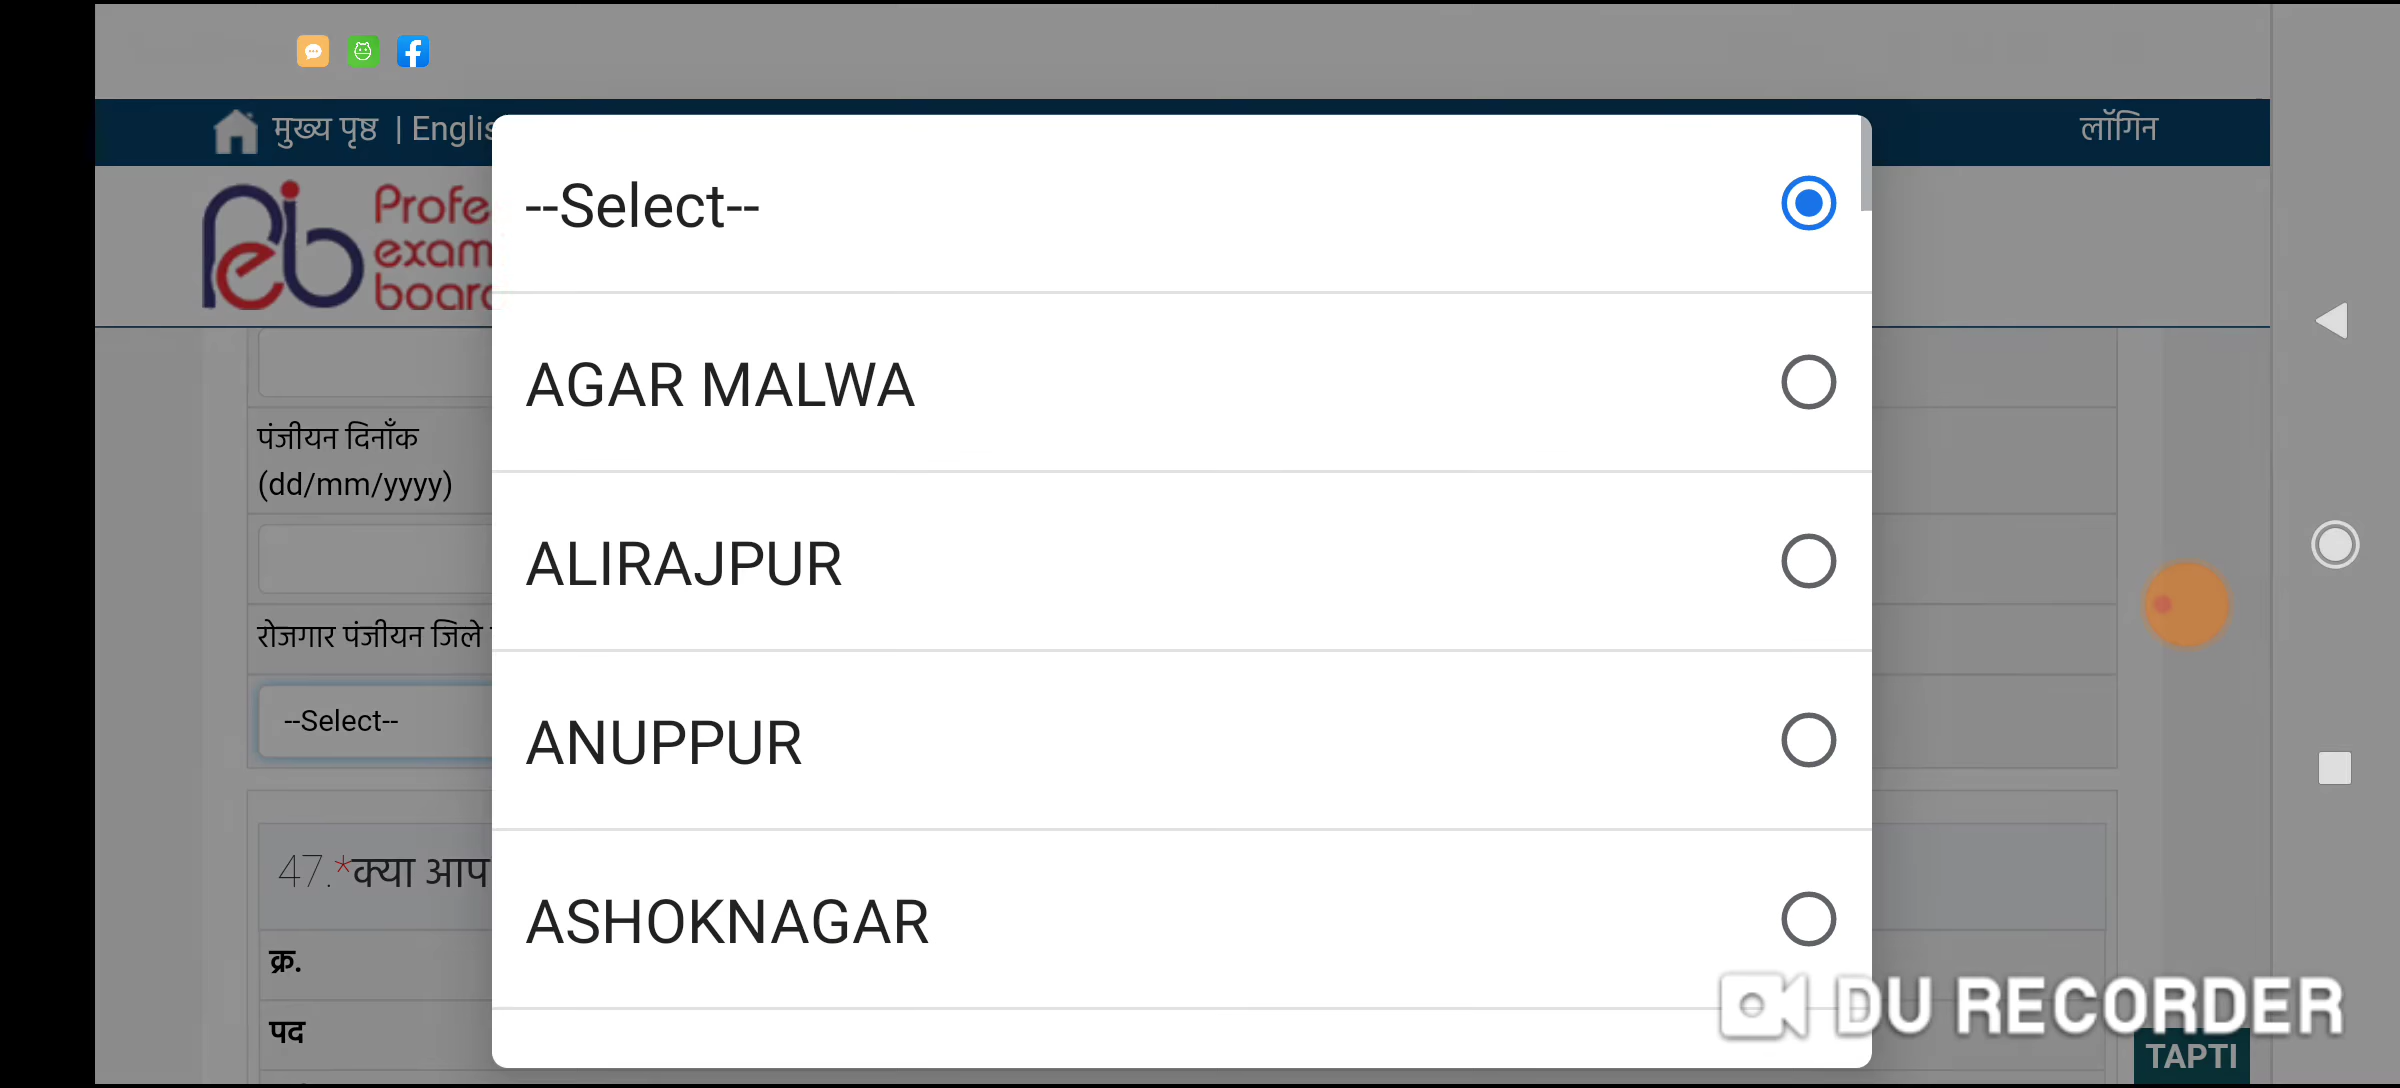 मुख्य पृष्ठ | Englis
लॉगिन
Profe
exam
board
--Select--
AGAR MALWA
ALIRAJPUR
ANUPPUR
ASHOKNAGAR
पंजीयन दिनाँक
(dd/mm/yyyy)
रोजगार पंजीयन जिले
--Select--
47.*क्या आप
क्र.
पद
DU RECORDER
TAPTI